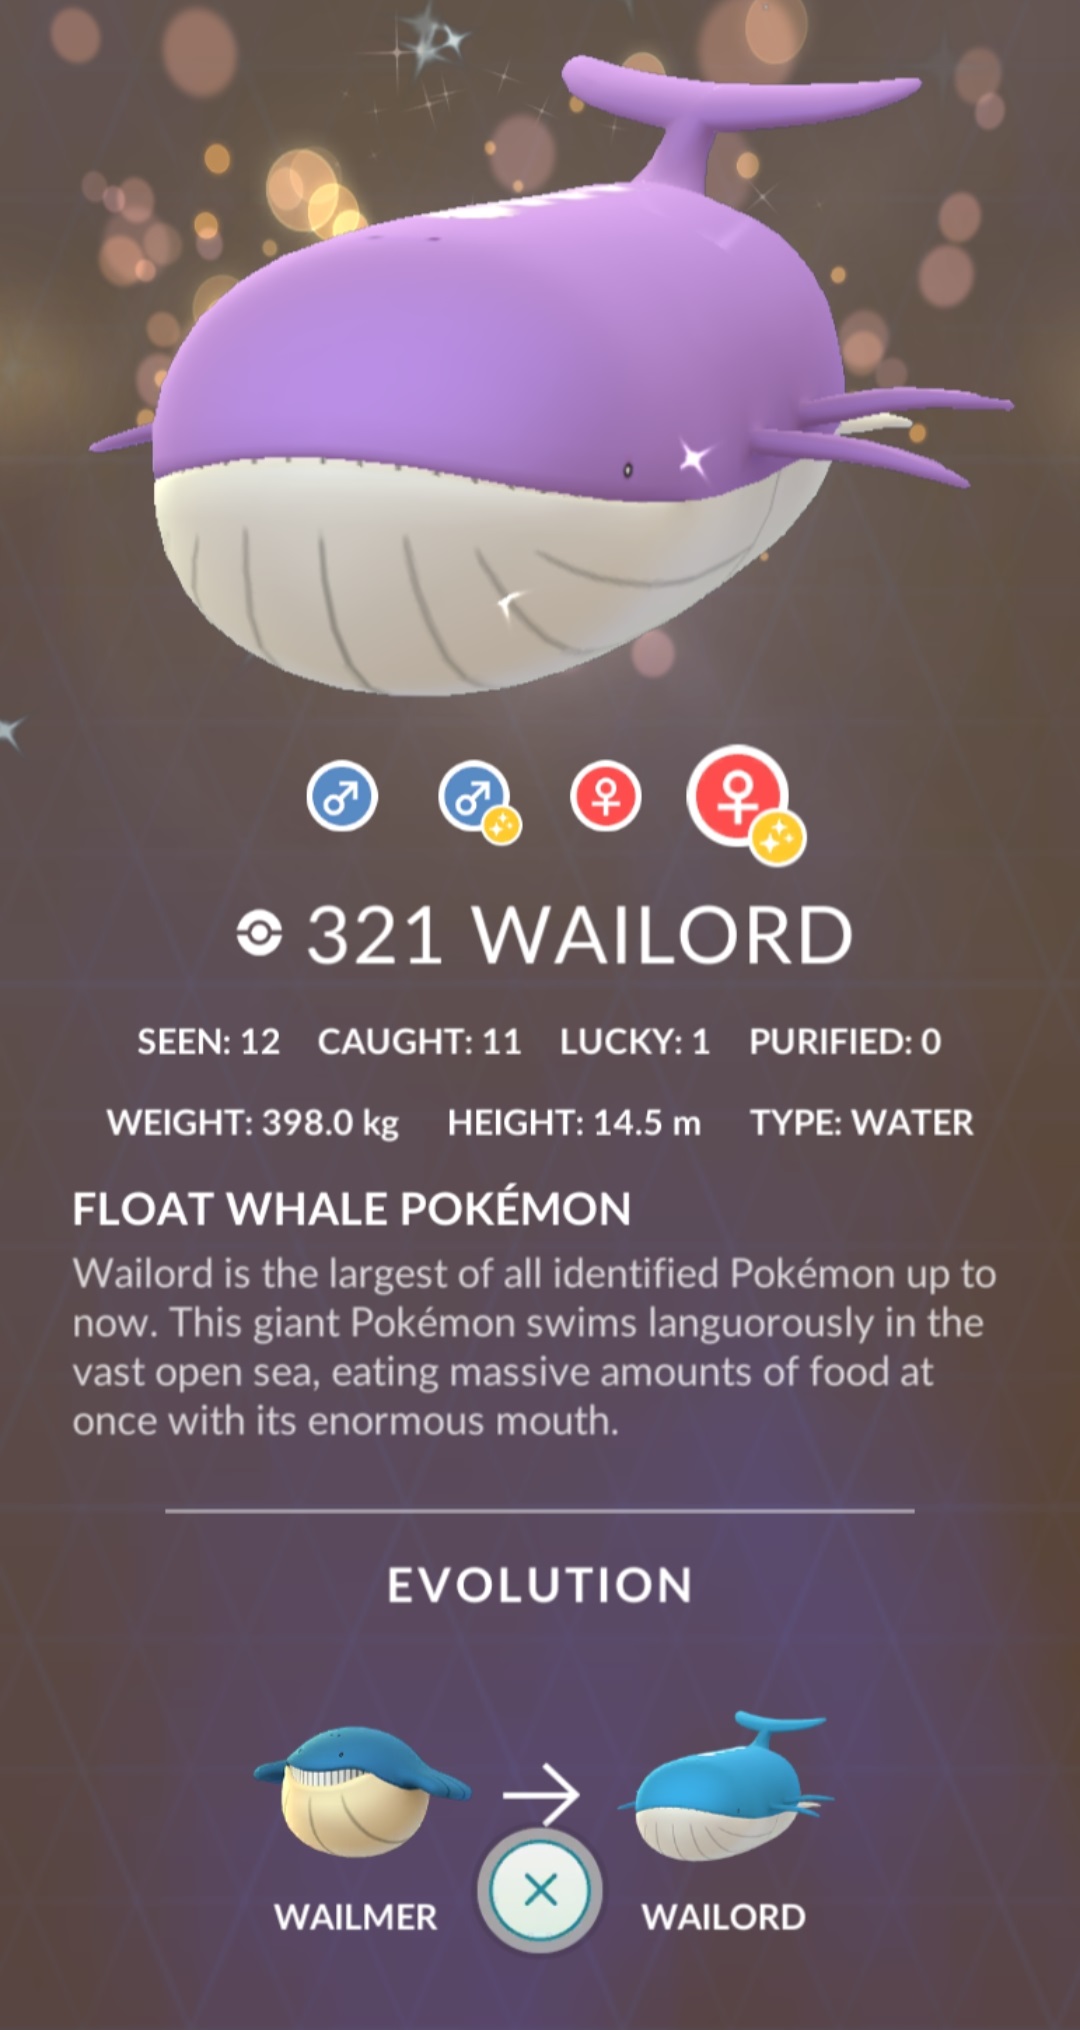 321 WAILORD
SEEN: 12 CAUGHT: 11 LUCKY: 1 PURIFIED: 0
WEIGHT: 398.0 kg HEIGHT: 14.5 m TYPE: WATER
FLOAT WHALE POKÉMON
Wailord is the largest of all identified Pokémon up to
now. This giant Pokémon swims languorously in the
vast open sea, eating massive amounts of food at
once with its enormous mouth.
EVOLUTION
WAILMER WAILORD